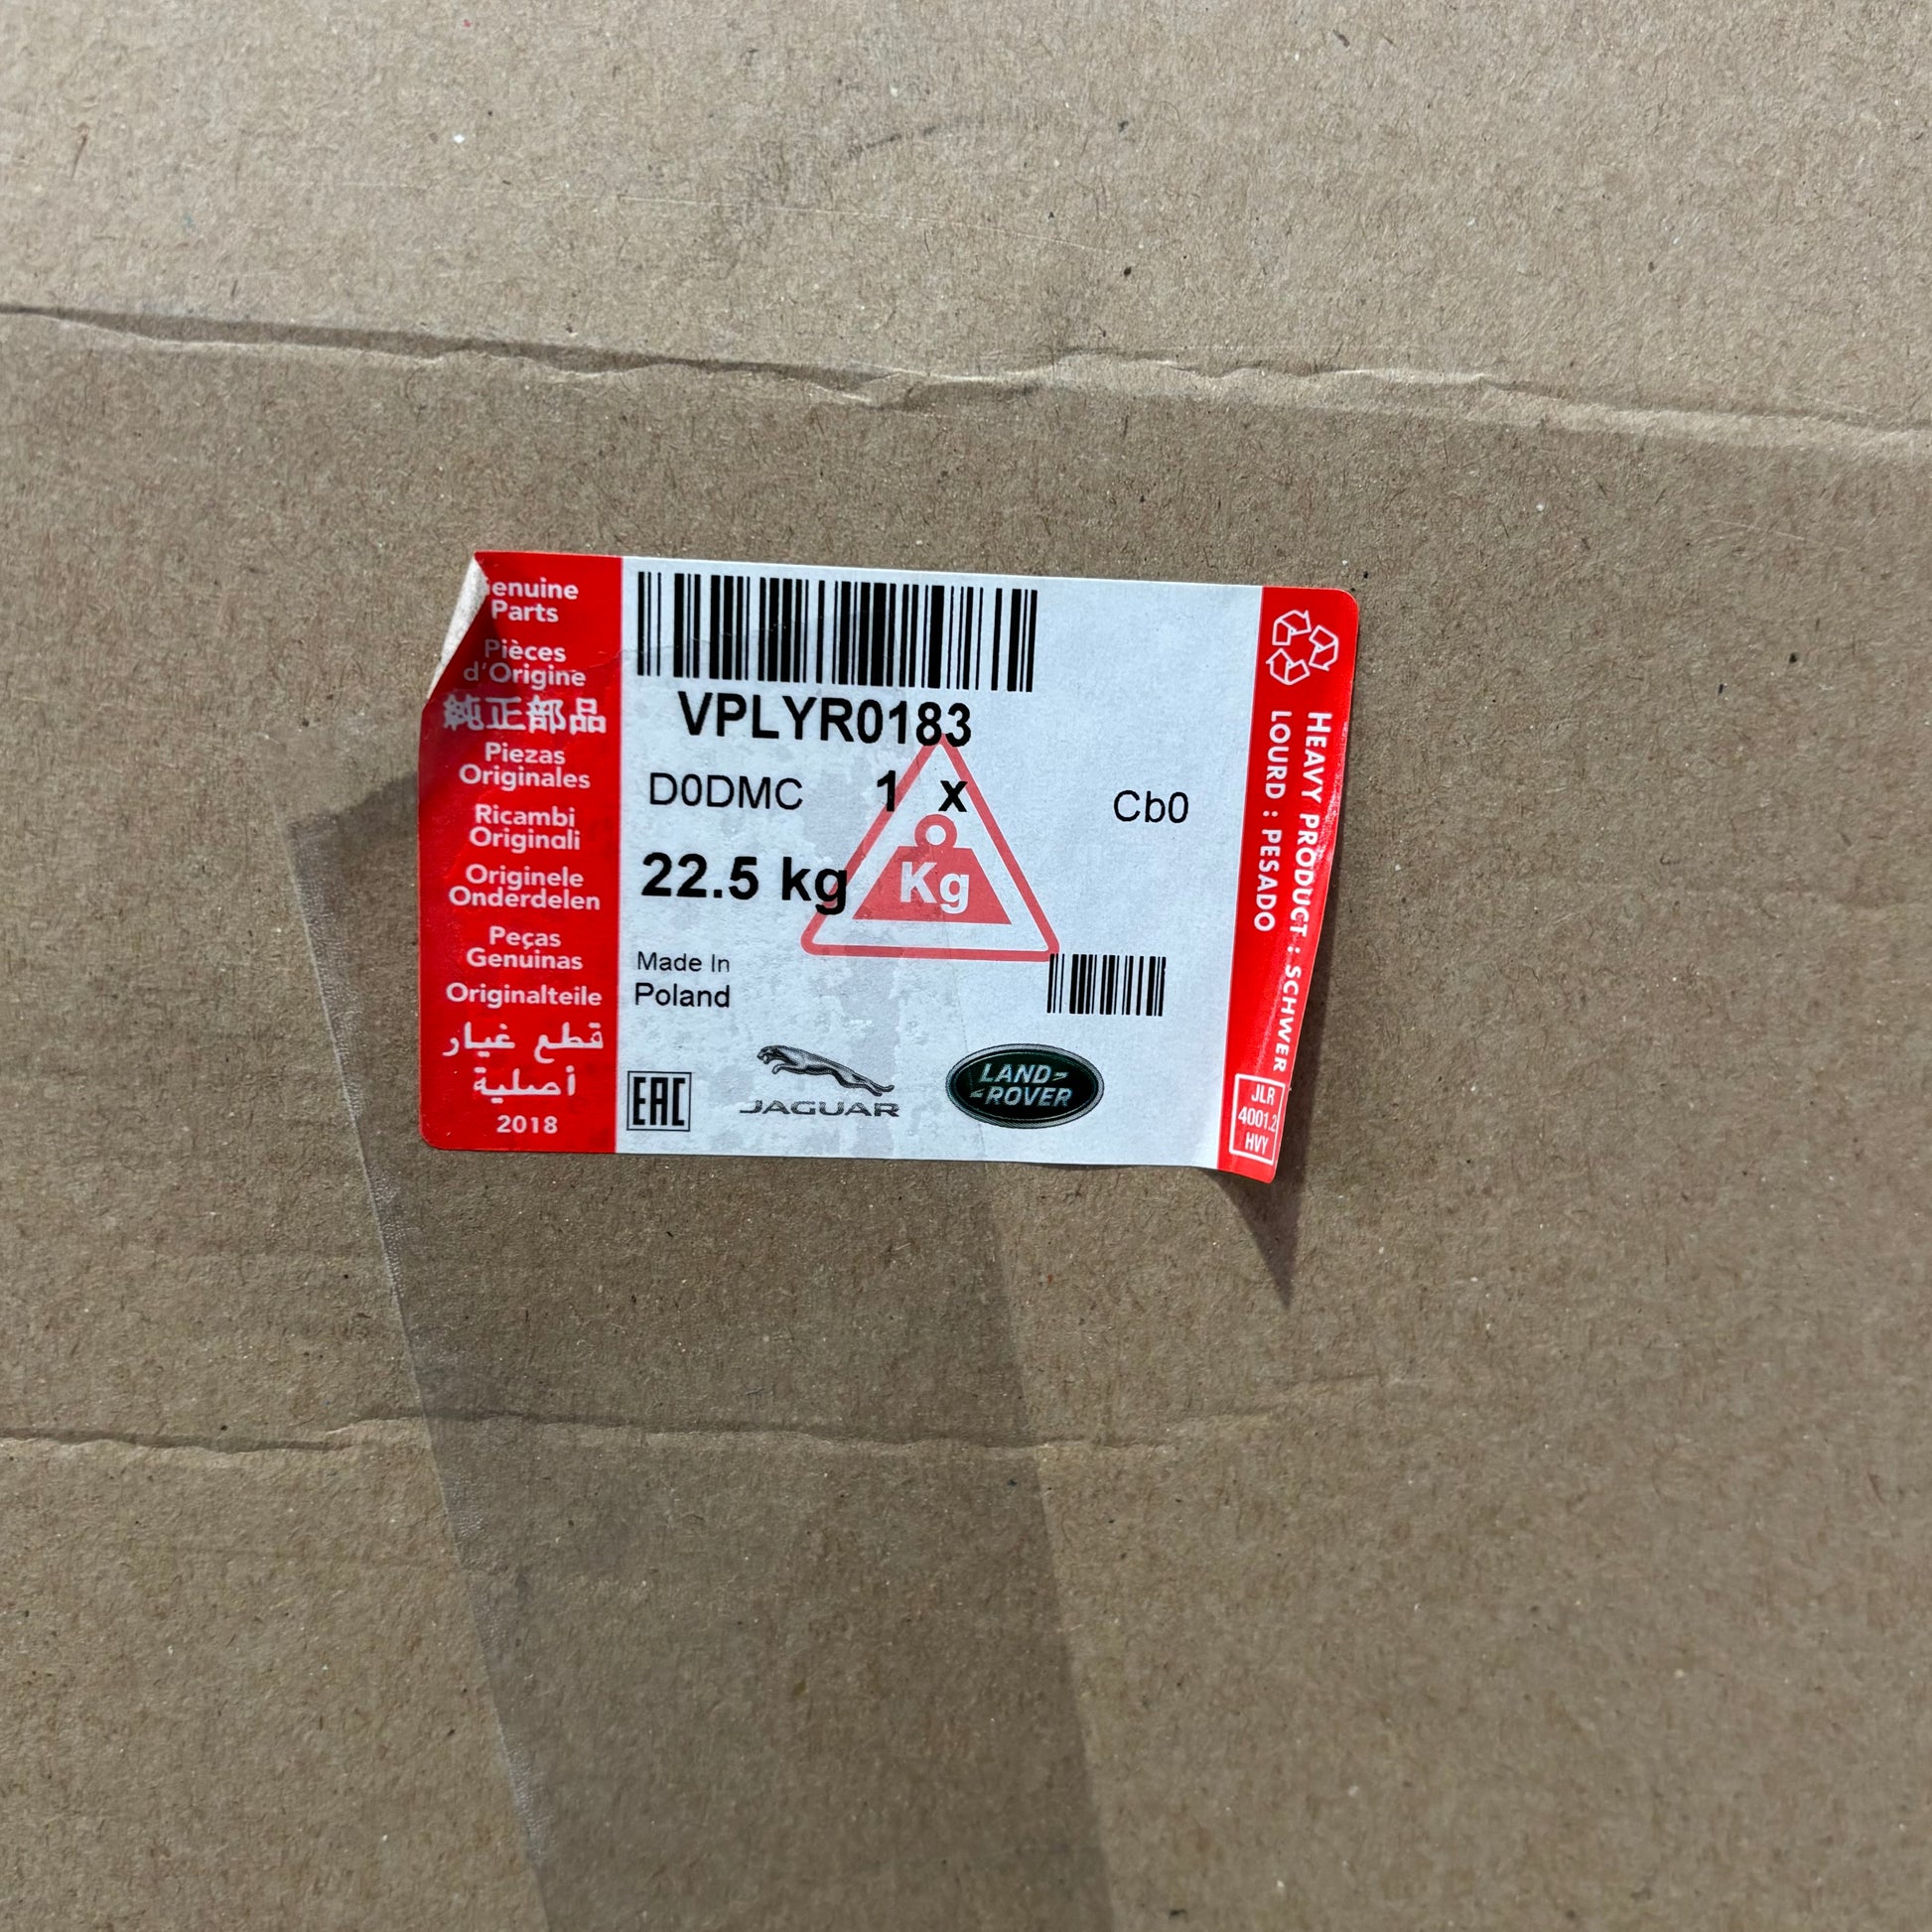 enuine
Parts
Pièces
d'Origine
純正部品
Piezas
Originales
Ricambi
Originali
Originele
Onderdelen
Peças
Genuinas
Originalteile
قطع غيار
أصلية
2018
VPLYR0183
D0DMC 1 x Cb0
22.5 kg
Kg
Made In
Poland
EAC
JAGUAR
LAND-
-ROVER
HEAVY PRODUCT : SCHWER
LOURD : PESADO
JLR
4001.2
HVY